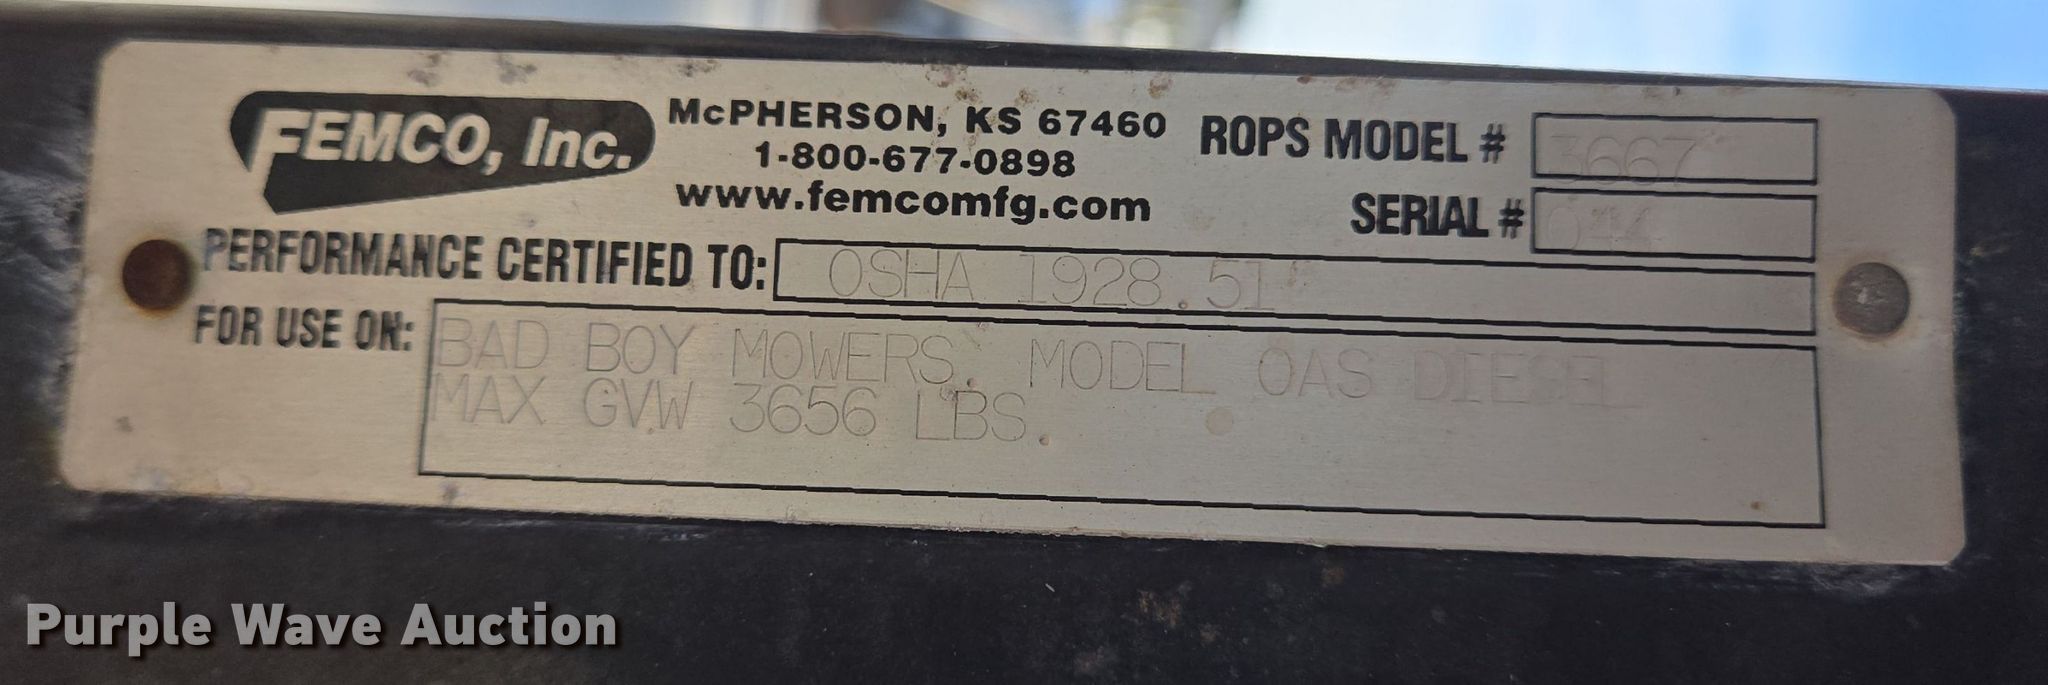 FEMCO, Inc.
McPHERSON, KS 67460
1-800-677-0898
www.femcomfg.com
ROPS MODEL # 3667
SERIAL #
PERFORMANCE CERTIFIED TO: OSHA 1928.51
FOR USE ON: BAD BOY MOWERS. MODEL OAS DIESEL
MAX GVW 3656 LBS.
Purple Wave Auction